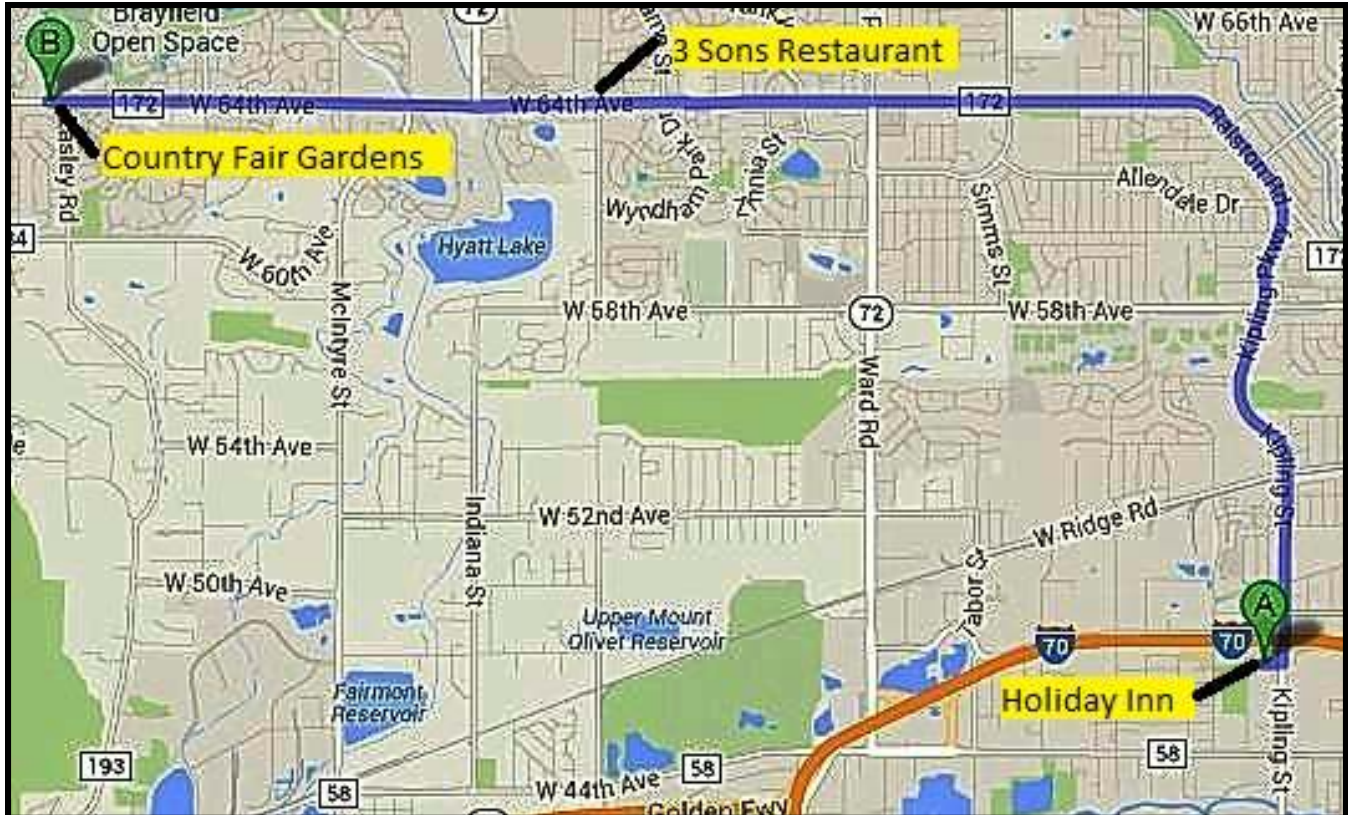 Brayfield
Open Space
B
72
W 66th Ave
3 Sons Restaurant
172
W 64th Ave
W 64th Ave
172
Ralston Rd
Country Fair Gardens
Park Dr
Wyndham
Allendale Dr
Simms St
Hyatt Lake
W 60th Ave
McIntyre St
Kipling Pkwy
W 58th Ave
72
W 58th Ave
Ward Rd
W 54th Ave
Kipling St
Indiana St
W 52nd Ave
W Ridge Rd
W 50th Ave
A
Upper Mount
Olivet Reservoir
70
70
Fairmont
Reservoir
Holiday Inn
Kipling St
193
58
58
58
W 44th Ave
Golden Fwy